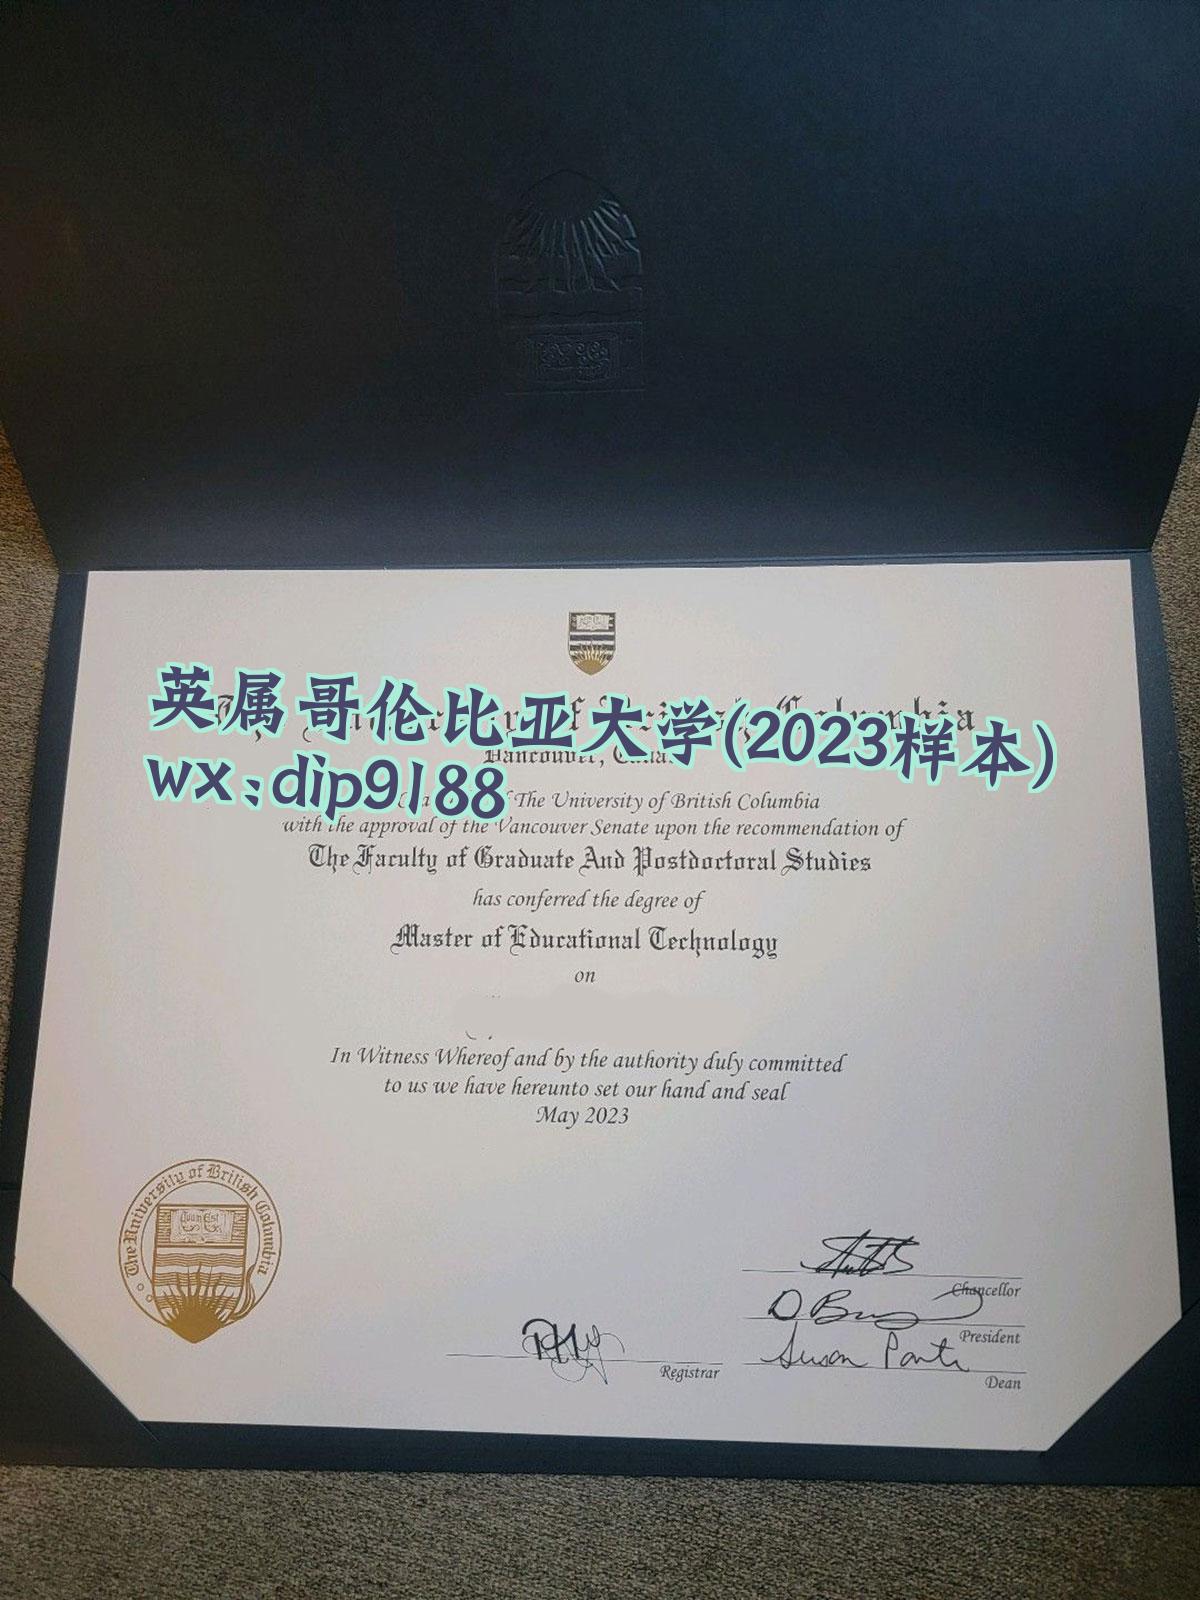 英属哥伦比亚大学(2023样本)
wx:dip9188
Vancouver,
The University of British Columbia
with the approval of the Vancouver Senate upon the recommendation of
The Faculty of Graduate And Postdoctoral Studies
has conferred the degree of
Master of Educational Technology
on
In Witness Whereof and by the authority duly committed
to us we have hereunto set our hand and seal
May 2023
The University of British Columbia
Tuum Est
Chancellor
President
Registrar
Dean